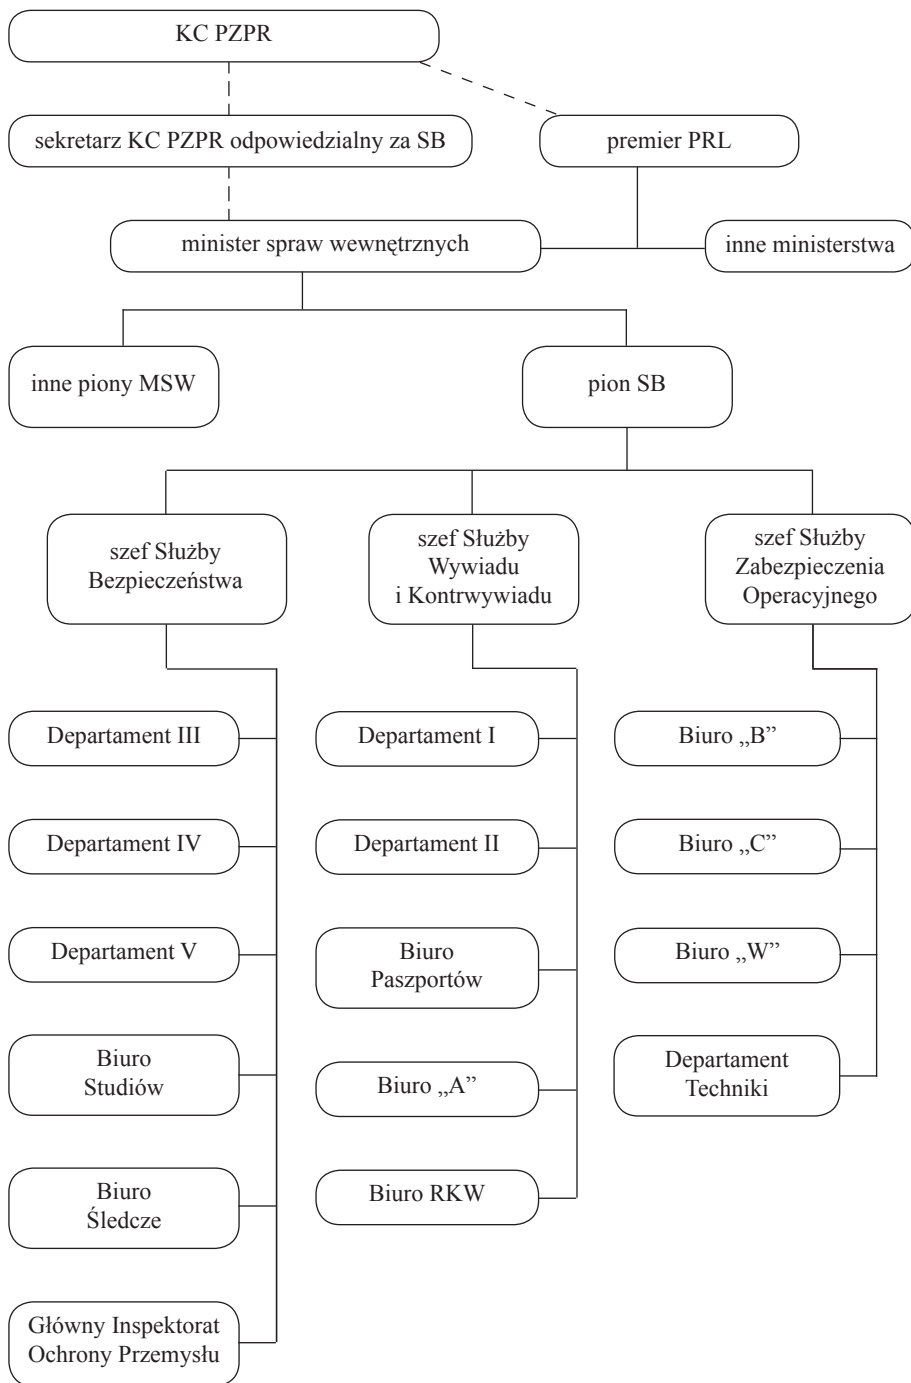 KC PZPR
sekretarz KC PZPR odpowiedzialny za SB
premier PRL
minister spraw wewnętrznych
inne ministerstwa
inne piony MSW
pion SB
szef Służby
Bezpieczeństwa
szef Służby
Wywiadu
i Kontrwywiadu
szef Służby
Zabezpieczenia
Operacyjnego
Departament III
Departament I
Biuro „B”
Departament IV
Departament II
Biuro „C”
Departament V
Biuro
Paszportów
Biuro „W”
Biuro
Studiów
Biuro „A”
Departament
Techniki
Biuro
Śledcze
Biuro RKW
Główny Inspektorat
Ochrony Przemysłu